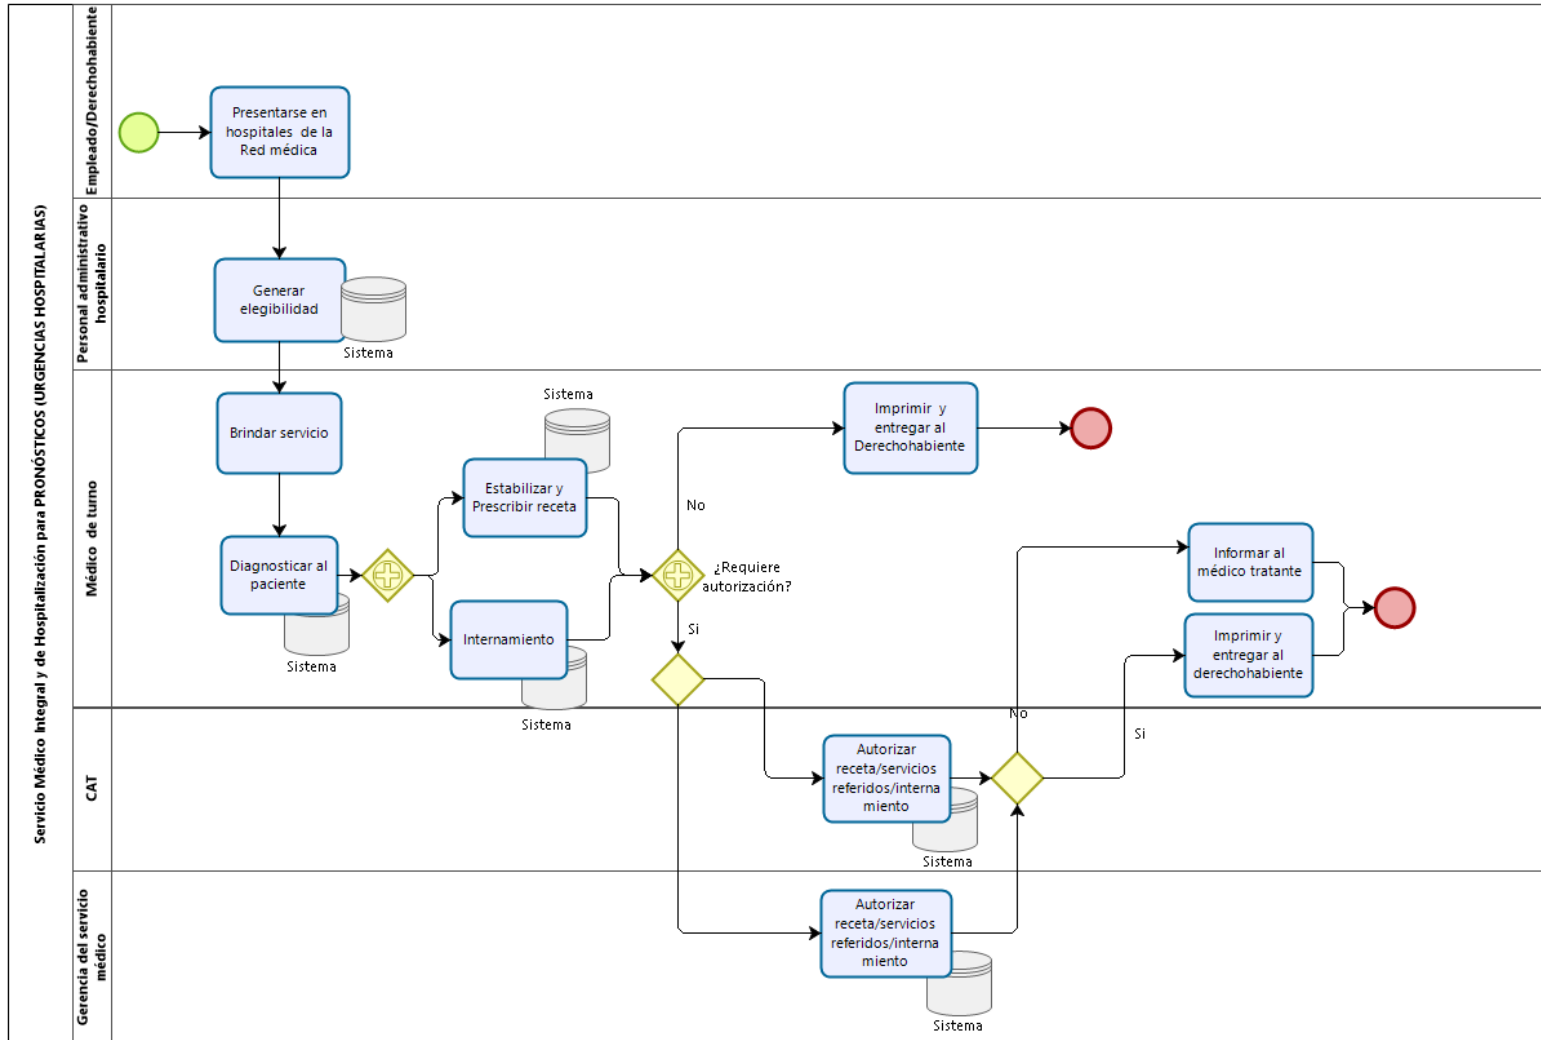 Servicio Médico Integral y de Hospitalización para PRONÓSTICOS (URGENCIAS HOSPITALARIAS)
Empleado/Derechohabiente
Presentarse en
hospitales de la
Red médica
Personal administrativo
hospitalario
Generar
elegibilidad
Sistema
Médico de turno
Brindar servicio
Diagnosticar al
paciente
Sistema
Sistema
Estabilizar y
Prescribir receta
Internamiento
Sistema
¿Requiere
autorización?
No
Si
Imprimir y
entregar al
Derechohabiente
Informar al
médico tratante
Imprimir y
entregar al
derechohabiente
CAT
Autorizar
receta/servicios
referidos/interna
miento
Sistema
No
Si
Gerencia del servicio
médico
Autorizar
receta/servicios
referidos/interna
miento
Sistema